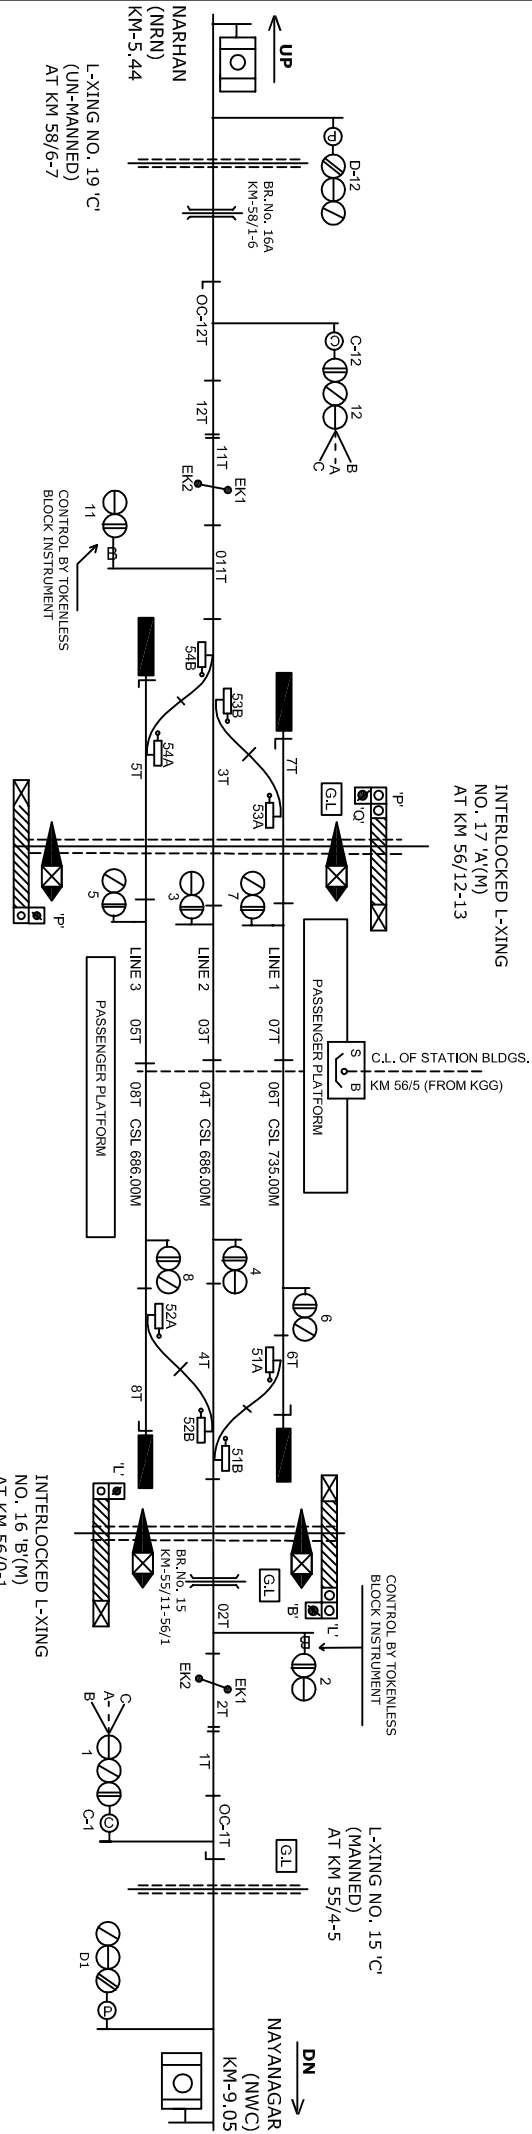 UP
NARHAN
(NRN)
KM-5.44
L-XING NO. 19 'C'
(UN-MANNED)
AT KM 58/6-7
P
D-12
BR.No. 16A
KM-58/1-6
OC-12T
C
C-12
12
B
A
C
12T
11T
EK1
EK2
011T
11
B
CONTROL BY TOKENLESS
BLOCK INSTRUMENT
54B
54A
53B
53A
5T
3T
7T
INTERLOCKED L-XING
NO. 17 'A'(M)
AT KM 56/12-13
G.L
'P'
'Q'
'P'
5
3
7
LINE 1
LINE 2
LINE 3
07T
03T
05T
PASSENGER PLATFORM
PASSENGER PLATFORM
S
B
C.L. OF STATION BLDGS.
KM 56/5 (FROM KGG)
06T
CSL 735.00M
04T
CSL 686.00M
08T
CSL 686.00M
8
4
6
52A
52B
51A
51B
8T
4T
6T
INTERLOCKED L-XING
NO. 16 'B'(M)
AT KM 56/0-1
'L'
'L'
'B'
G.L
BR.No. 15
KM-55/11-56/1
02T
CONTROL BY TOKENLESS
BLOCK INSTRUMENT
B
2
EK1
EK2
2T
1T
C
A
B
1
C-1
C
OC-1T
G.L
L-XING NO. 15 'C'
(MANNED)
AT KM 55/4-5
D1
P
DN
NAYANAGAR
(NWC)
KM-9.05